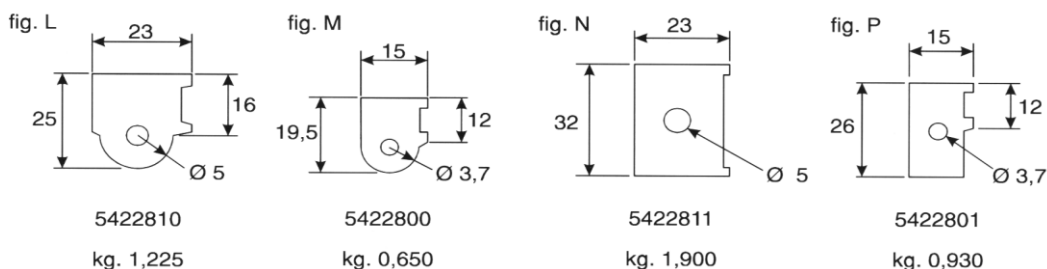 fig. L
23
25
16
Ø 5
5422810
kg. 1,225
fig. M
15
19,5
12
Ø 3,7
5422800
kg. 0,650
fig. N
23
32
Ø 5
5422811
kg. 1,900
fig. P
15
26
12
Ø 3,7
5422801
kg. 0,930